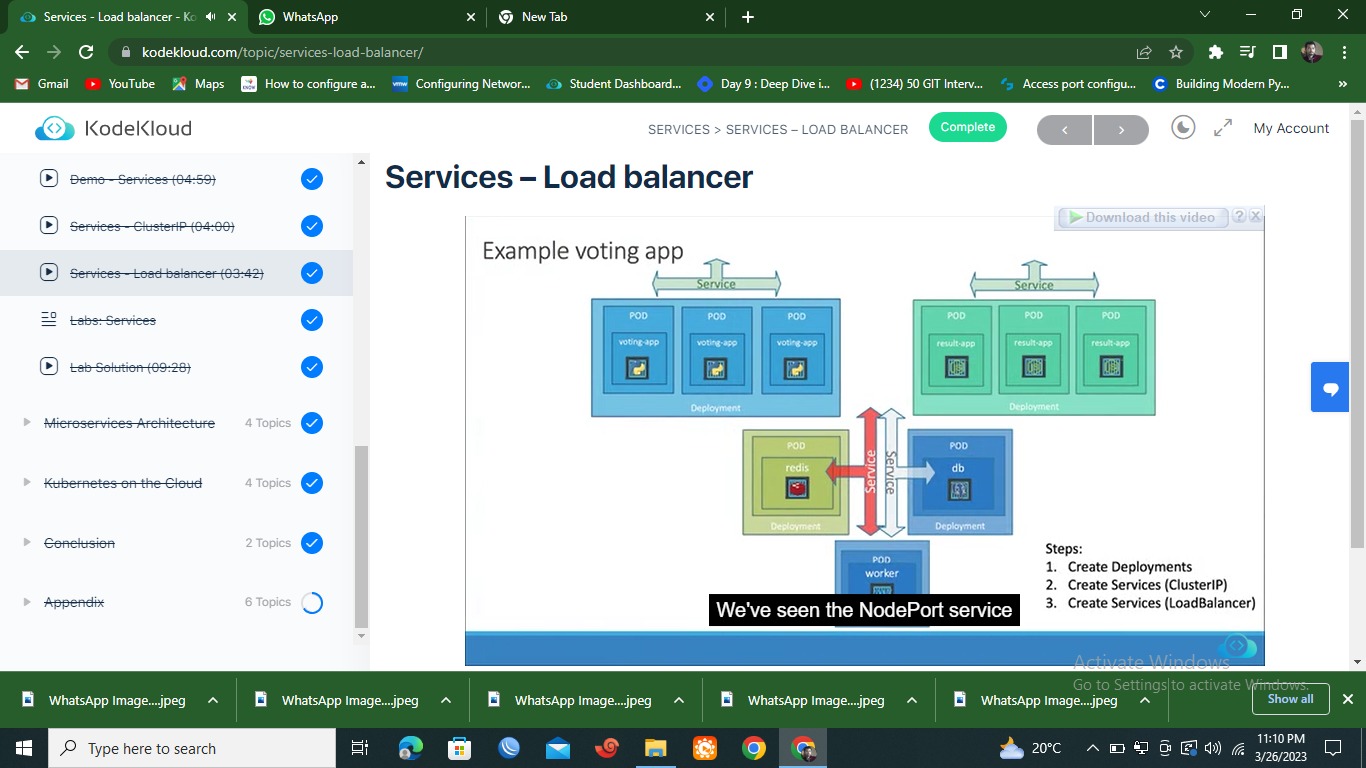 Services - Load balancer - Ko
WhatsApp
New Tab
kodekloud.com/topic/services-load-balancer/
Gmail
YouTube
Maps
How to configure a...
Configuring Networ...
Student Dashboard...
Day 9 : Deep Dive i...
(1234) 50 GIT Interv...
Access port configu...
Building Modern Py...
»
KodeKloud
SERVICES > SERVICES – LOAD BALANCER
Complete
My Account
Demo - Services (04:59)
Services - ClusterIP (04:00)
Services - Load balancer (03:42)
Labs: Services
Lab Solution (09:28)
Microservices Architecture 4 Topics
Kubernetes on the Cloud 4 Topics
Conclusion 2 Topics
Appendix 6 Topics
Services – Load balancer
Download this video ? X
Example voting app
Service
Service
POD POD POD
voting-app voting-app voting-app
Deployment
POD POD POD
result-app result-app result-app
Deployment
POD
redis
Deployment
Service
Service
POD
db
Deployment
POD
worker
Steps:
1. Create Deployments
2. Create Services (ClusterIP)
3. Create Services (LoadBalancer)
We've seen the NodePort service
Activate Windows
Go to Settings to activate Windows.
WhatsApp Image....jpeg
WhatsApp Image....jpeg
WhatsApp Image....jpeg
WhatsApp Image....jpeg
WhatsApp Image....jpeg
Show all
Type here to search
20°C
11:10 PM
3/26/2023